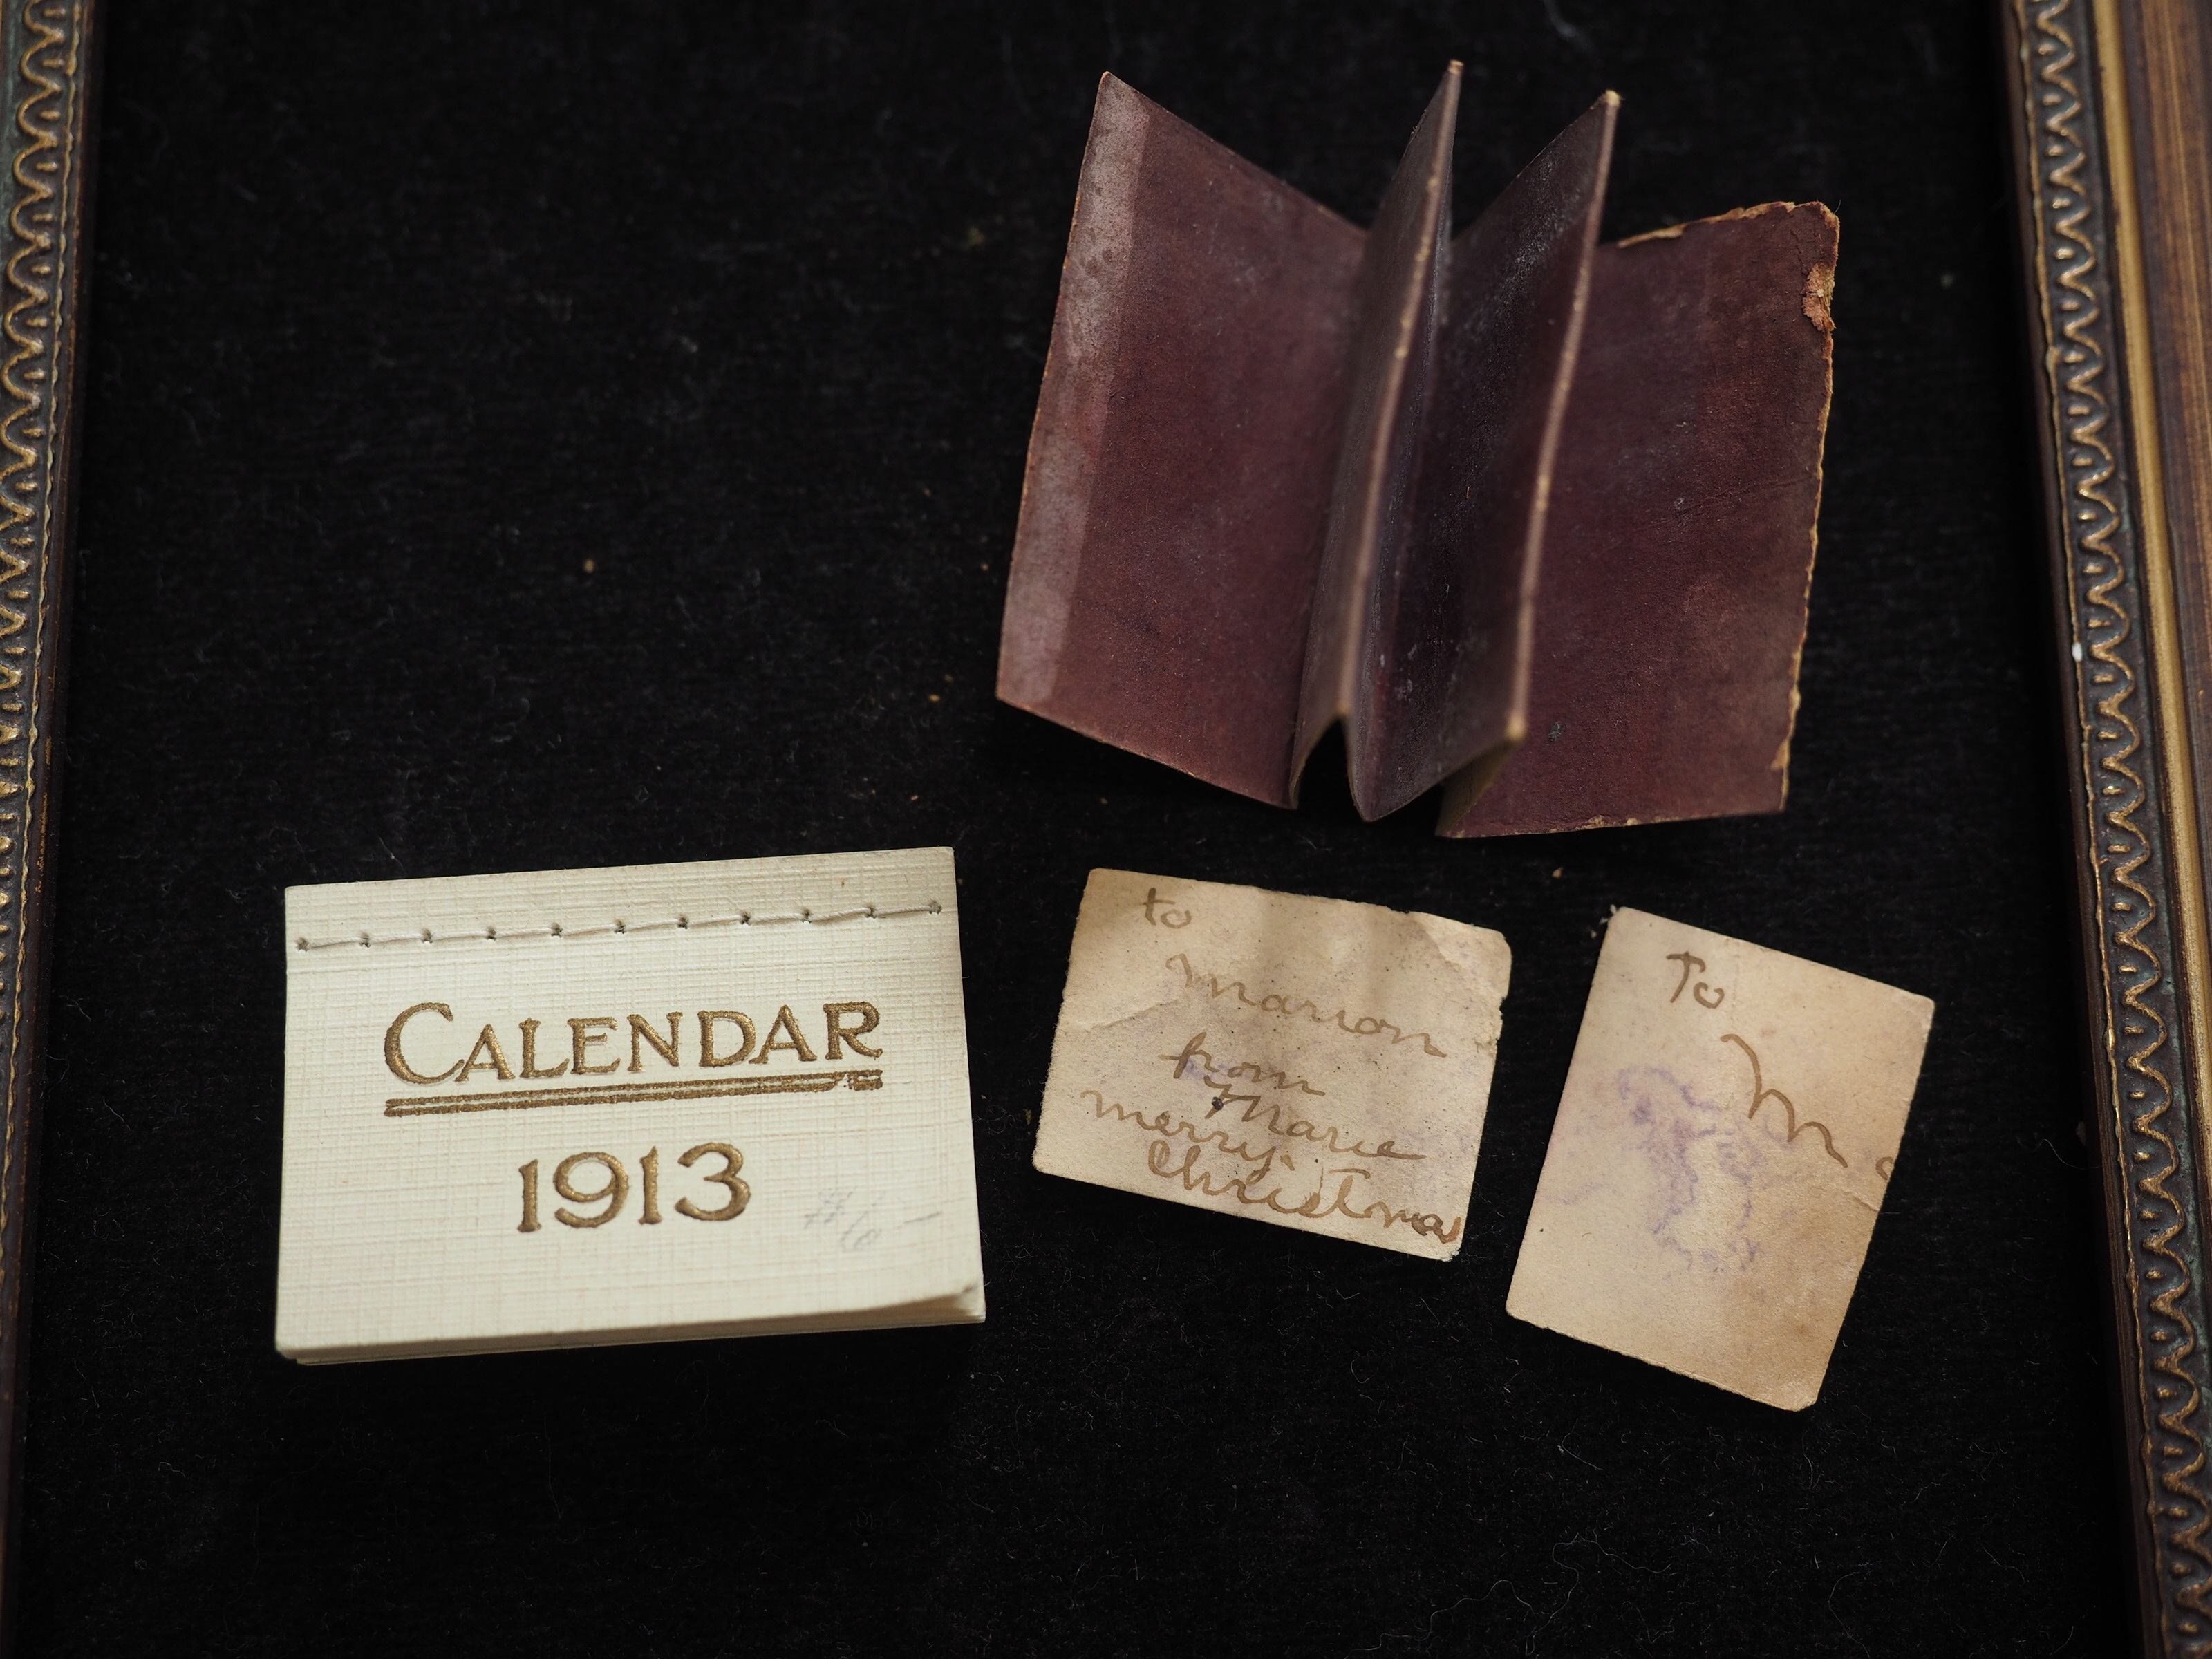 CALENDAR
1913
to
Marion
from
Marie
merry
Christmas
To